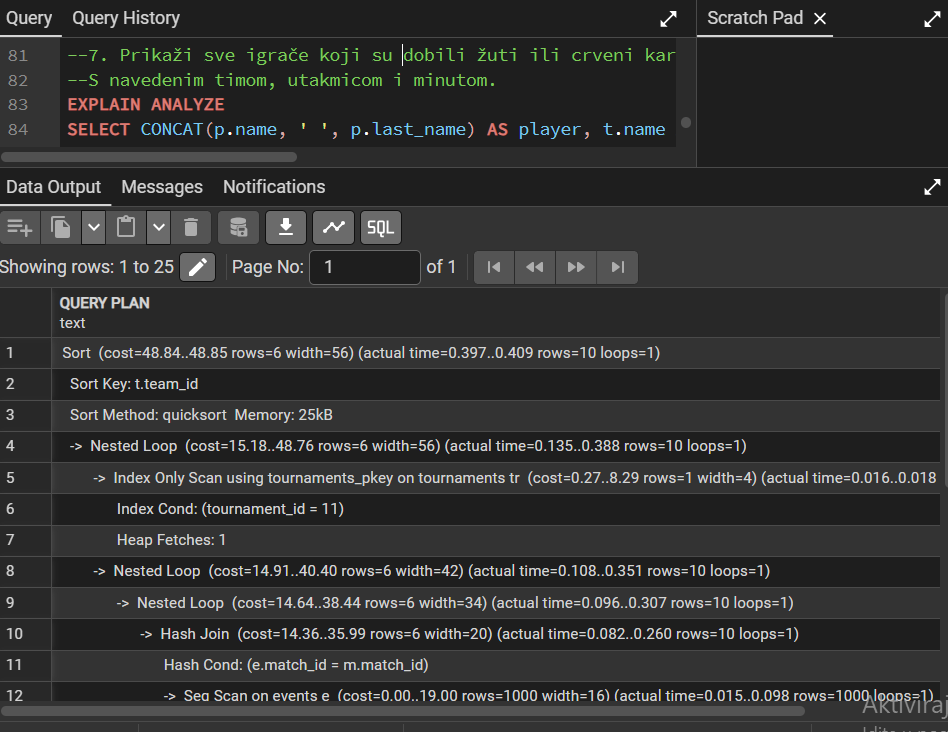 Query Query History
Scratch Pad
81 --7. Prikaži sve igrače koji su dobili žuti ili crveni kar
82 --S navedenim timom, utakmicom i minutom.
83 EXPLAIN ANALYZE
84 SELECT CONCAT(p.name, ' ', p.last_name) AS player, t.name
Data Output Messages Notifications
SQL
Showing rows: 1 to 25 Page No: 1 of 1
QUERY PLAN
text
1 Sort (cost=48.84..48.85 rows=6 width=56) (actual time=0.397..0.409 rows=10 loops=1)
2 Sort Key: t.team_id
3 Sort Method: quicksort Memory: 25kB
4 -> Nested Loop (cost=15.18..48.76 rows=6 width=56) (actual time=0.135..0.388 rows=10 loops=1)
5 -> Index Only Scan using tournaments_pkey on tournaments tr (cost=0.27..8.29 rows=1 width=4) (actual time=0.016..0.018
6 Index Cond: (tournament_id = 11)
7 Heap Fetches: 1
8 -> Nested Loop (cost=14.91..40.40 rows=6 width=42) (actual time=0.108..0.351 rows=10 loops=1)
9 -> Nested Loop (cost=14.64..38.44 rows=6 width=34) (actual time=0.096..0.307 rows=10 loops=1)
10 -> Hash Join (cost=14.36..35.99 rows=6 width=20) (actual time=0.082..0.260 rows=10 loops=1)
11 Hash Cond: (e.match_id = m.match_id)
12 -> Seq Scan on events e (cost=0.00..19.00 rows=1000 width=16) (actual time=0.015..0.098 rows=1000 loops=1)
Aktiviraj